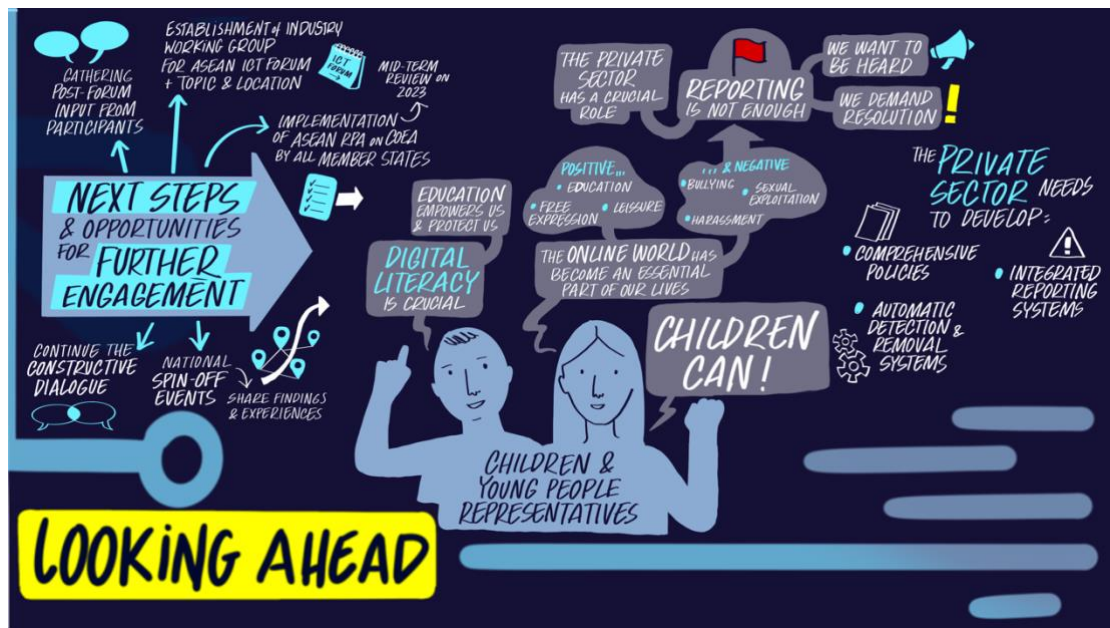 GATHERING
POST-FORUM
INPUT FROM
PARTICIPANTS
ESTABLISHMENT of INDUSTRY
WORKING GROUP
FOR ASEAN ICT FORUM
+ TOPIC & LOCATION
ICT
FORUM
MID-TERM
REVIEW on
2023
IMPLEMENTATION
OF ASEAN RPA on COEA
BY ALL MEMBER STATES
NEXT STEPS
& OPPORTUNITIES
FOR FURTHER
ENGAGEMENT
CONTINUE THE
CONSTRUCTIVE
DIALOGUE
NATIONAL
SPIN-OFF
EVENTS
SHARE FINDINGS
& EXPERIENCES
LOOKING AHEAD
EDUCATION
EMPOWERS US
& PROTECT US
DIGITAL
LITERACY
IS CRUCIAL
THE ONLINE WORLD HAS
BECOME AN ESSENTIAL
PART OF OUR LIVES
POSITIVE...
• EDUCATION
• FREE
EXPRESSION
• LEISURE
... & NEGATIVE
• BULLYING
• SEXUAL
EXPLOITATION
• HARASSMENT
THE PRIVATE
SECTOR
HAS A CRUCIAL
ROLE
REPORTING
IS NOT ENOUGH
WE WANT TO
BE HEARD
WE DEMAND
RESOLUTION
!
CHILDREN
CAN!
CHILDREN &
YOUNG PEOPLE
REPRESENTATIVES
THE PRIVATE
SECTOR NEEDS
TO DEVELOP:
• COMPREHENSIVE
POLICIES
• INTEGRATED
REPORTING
SYSTEMS
• AUTOMATIC
DETECTION &
REMOVAL
SYSTEMS